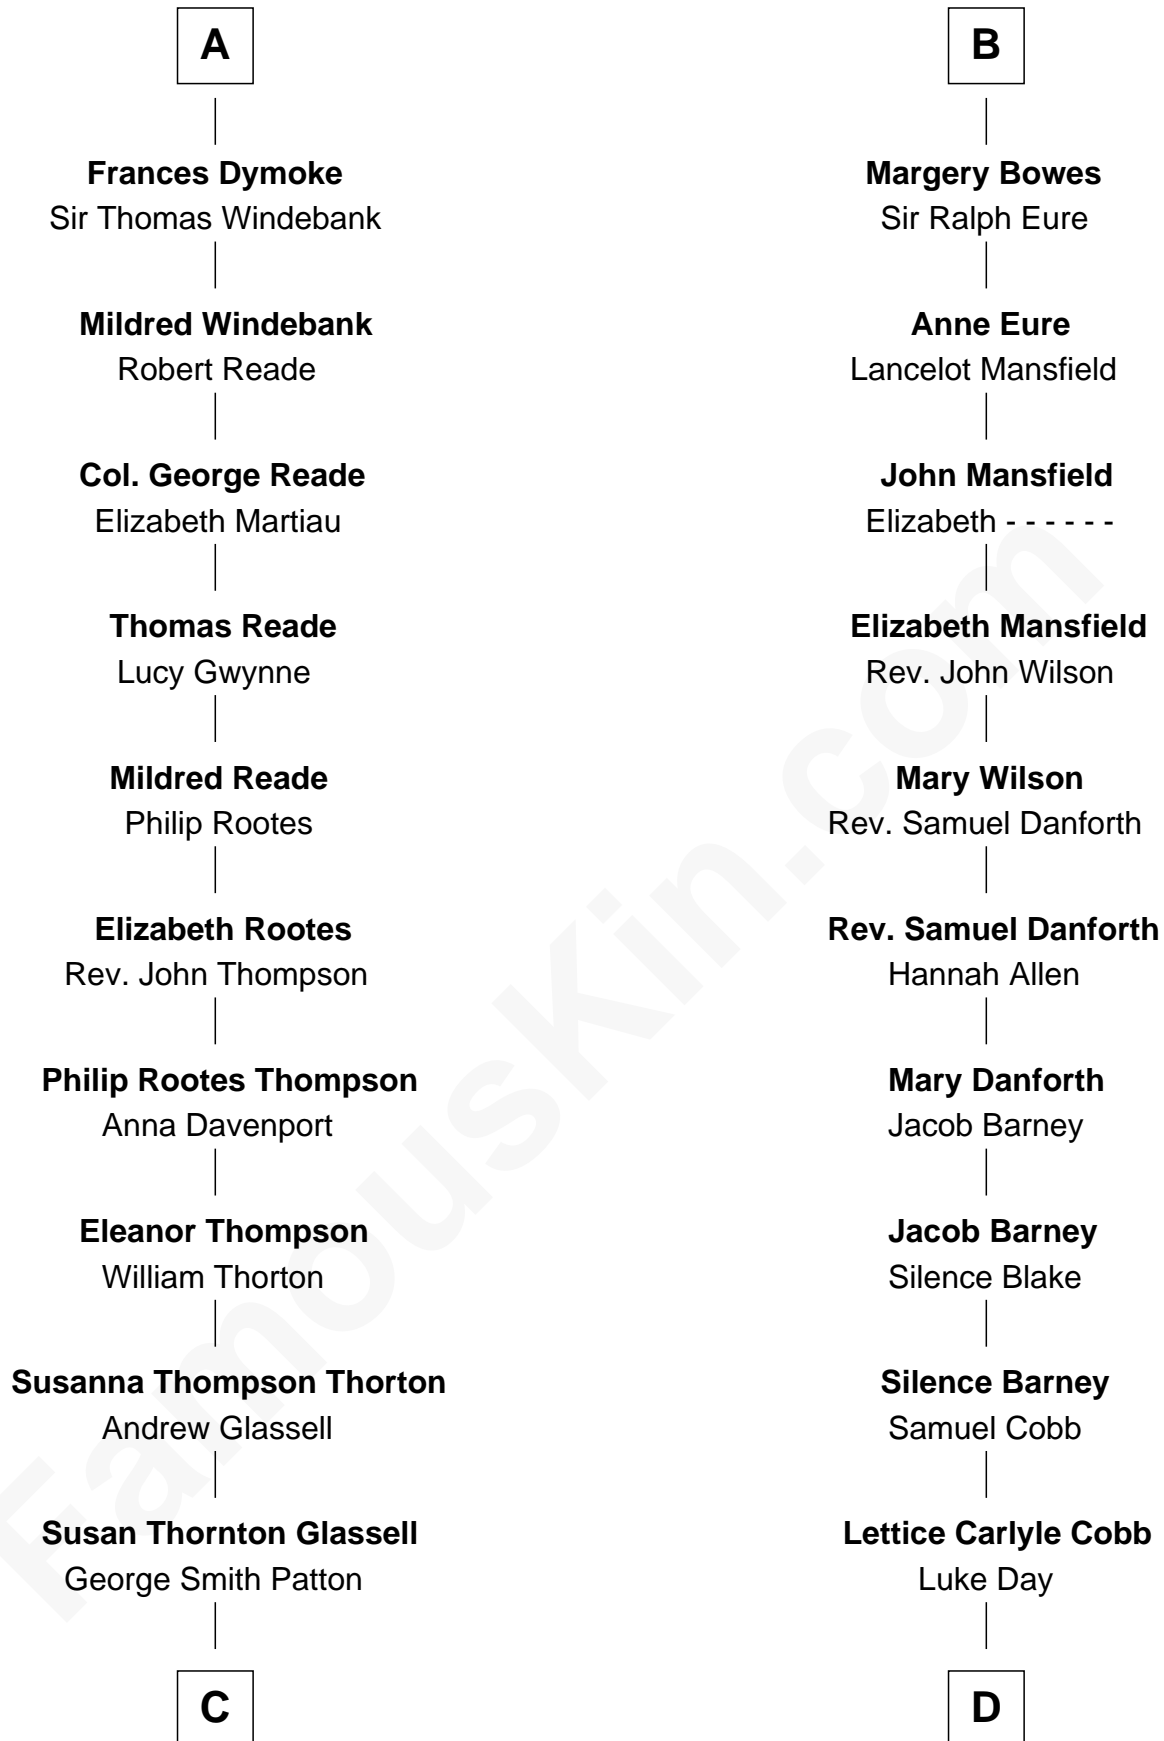 A
Frances Dymoke
Sir Thomas Windebank
Mildred Windebank
Robert Reade
Col. George Reade
Elizabeth Martiau
Thomas Reade
Lucy Gwynne
Mildred Reade
Philip Rootes
Elizabeth Rootes
Rev. John Thompson
Philip Rootes Thompson
Anna Davenport
Eleanor Thompson
William Thorton
Susanna Thompson Thorton
Andrew Glassell
Susan Thornton Glassell
George Smith Patton
C
B
Margery Bowes
Sir Ralph Eure
Anne Eure
Lancelot Mansfield
John Mansfield
Elizabeth - - - - - -
Elizabeth Mansfield
Rev. John Wilson
Mary Wilson
Rev. Samuel Danforth
Rev. Samuel Danforth
Hannah Allen
Mary Danforth
Jacob Barney
Jacob Barney
Silence Blake
Silence Barney
Samuel Cobb
Lettice Carlyle Cobb
Luke Day
D
FamousKin.com